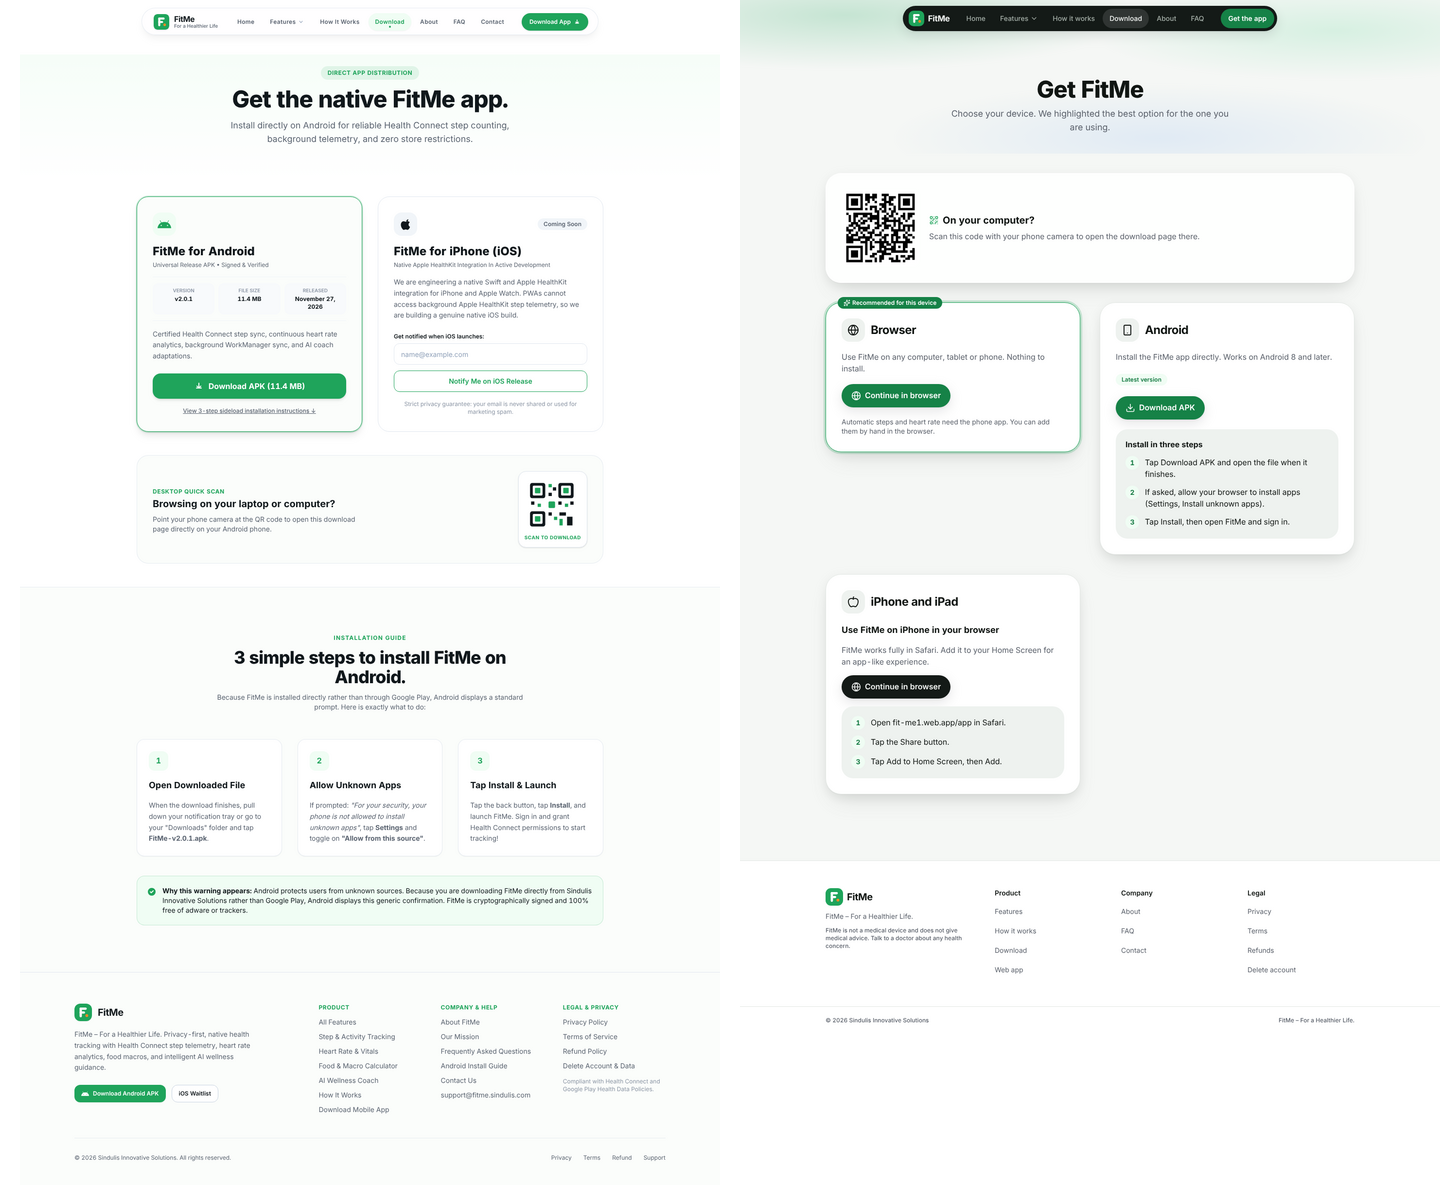 FitMe
For a Healthier Life
Home
Features
How It Works
Download
About
FAQ
Contact
Download App
DIRECT APP DISTRIBUTION
Get the native FitMe app.
Install directly on Android for reliable Health Connect step counting,
background telemetry, and zero store restrictions.
FitMe for Android
Universal Release APK • Signed & Verified
VERSION
v2.0.1
FILE SIZE
11.4 MB
RELEASED
November 27,
2026
Certified Health Connect step sync, continuous heart rate
analytics, background WorkManager sync, and AI coach
adaptations.
Download APK (11.4 MB)
View 3-step sideload installation instructions ↓
Coming Soon
FitMe for iPhone (iOS)
Native Apple HealthKit Integration In Active Development
We are engineering a native Swift and Apple HealthKit
integration for iPhone and Apple Watch. PWAs cannot
access background Apple HealthKit step telemetry, so we
are building a genuine native iOS build.
Get notified when iOS launches:
name@example.com
Notify Me on iOS Release
Strict privacy guarantee: your email is never shared or used for
marketing spam.
DESKTOP QUICK SCAN
Browsing on your laptop or computer?
Point your phone camera at the QR code to open this download
page directly on your Android phone.
SCAN TO DOWNLOAD
INSTALLATION GUIDE
3 simple steps to install FitMe on
Android.
Because FitMe is installed directly rather than through Google Play, Android displays a standard
prompt. Here is exactly what to do:
1
Open Downloaded File
When the download finishes, pull
down your notification tray or go to
your "Downloads" folder and tap
FitMe-v2.0.1.apk.
2
Allow Unknown Apps
If prompted: "For your security, your
phone is not allowed to install
unknown apps", tap Settings and
toggle on "Allow from this source".
3
Tap Install & Launch
Tap the back button, tap Install, and
launch FitMe. Sign in and grant
Health Connect permissions to start
tracking!
Why this warning appears: Android protects users from unknown sources. Because you are downloading FitMe directly from Sindulis
Innovative Solutions rather than Google Play, Android displays this generic confirmation. FitMe is cryptographically signed and 100%
free of adware or trackers.
FitMe
FitMe – For a Healthier Life. Privacy-first, native health
tracking with Health Connect step telemetry, heart rate
analytics, food macros, and intelligent AI wellness
guidance.
Download Android APK
iOS Waitlist
PRODUCT
All Features
Step & Activity Tracking
Heart Rate & Vitals
Food & Macro Calculator
AI Wellness Coach
How It Works
Download Mobile App
COMPANY & HELP
About FitMe
Our Mission
Frequently Asked Questions
Android Install Guide
Contact Us
support@fitme.sindulis.com
LEGAL & PRIVACY
Privacy Policy
Terms of Service
Refund Policy
Delete Account & Data
Compliant with Health Connect and
Google Play Health Data Policies.
© 2026 Sindulis Innovative Solutions. All rights reserved.
Privacy
Terms
Refund
Support
FitMe
Home
Features
How it works
Download
About
FAQ
Get the app
Get FitMe
Choose your device. We highlighted the best option for the one you
are using.
On your computer?
Scan this code with your phone camera to open the download page there.
Recommended for this device
Browser
Use FitMe on any computer, tablet or phone. Nothing to
install.
Continue in browser
Automatic steps and heart rate need the phone app. You can add
them by hand in the browser.
Android
Install the FitMe app directly. Works on Android 8 and later.
Latest version
Download APK
Install in three steps
1 Tap Download APK and open the file when it
finishes.
2 If asked, allow your browser to install apps
(Settings, Install unknown apps).
3 Tap Install, then open FitMe and sign in.
iPhone and iPad
Use FitMe on iPhone in your browser
FitMe works fully in Safari. Add it to your Home Screen for
an app-like experience.
Continue in browser
1 Open fit-me1.web.app/app in Safari.
2 Tap the Share button.
3 Tap Add to Home Screen, then Add.
FitMe
FitMe – For a Healthier Life.
FitMe is not a medical device and does not give
medical advice. Talk to a doctor about any health
concern.
Product
Features
How it works
Download
Web app
Company
About
FAQ
Contact
Legal
Privacy
Terms
Refunds
Delete account
© 2026 Sindulis Innovative Solutions
FitMe – For a Healthier Life.